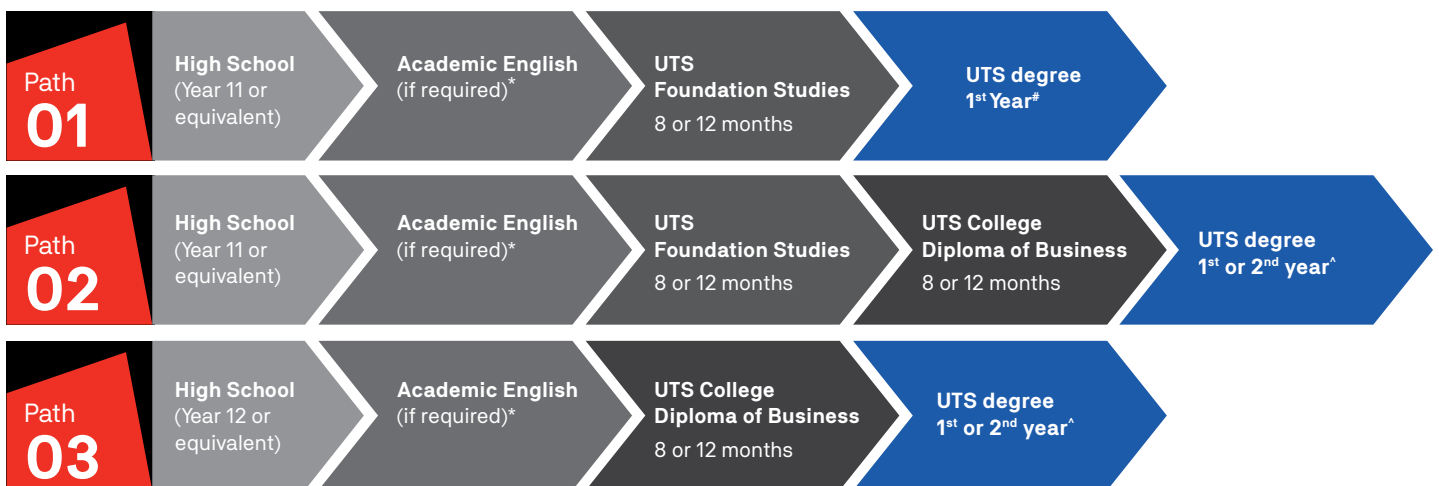 Path
01
High School
(Year 11 or
equivalent)
Academic English
(if required)*
UTS
Foundation Studies
8 or 12 months
UTS degree
1st Year#
Path
02
High School
(Year 11 or
equivalent)
Academic English
(if required)*
UTS
Foundation Studies
8 or 12 months
UTS College
Diploma of Business
8 or 12 months
UTS degree
1st or 2nd year^
Path
03
High School
(Year 12 or
equivalent)
Academic English
(if required)*
UTS College
Diploma of Business
8 or 12 months
UTS degree
1st or 2nd year^